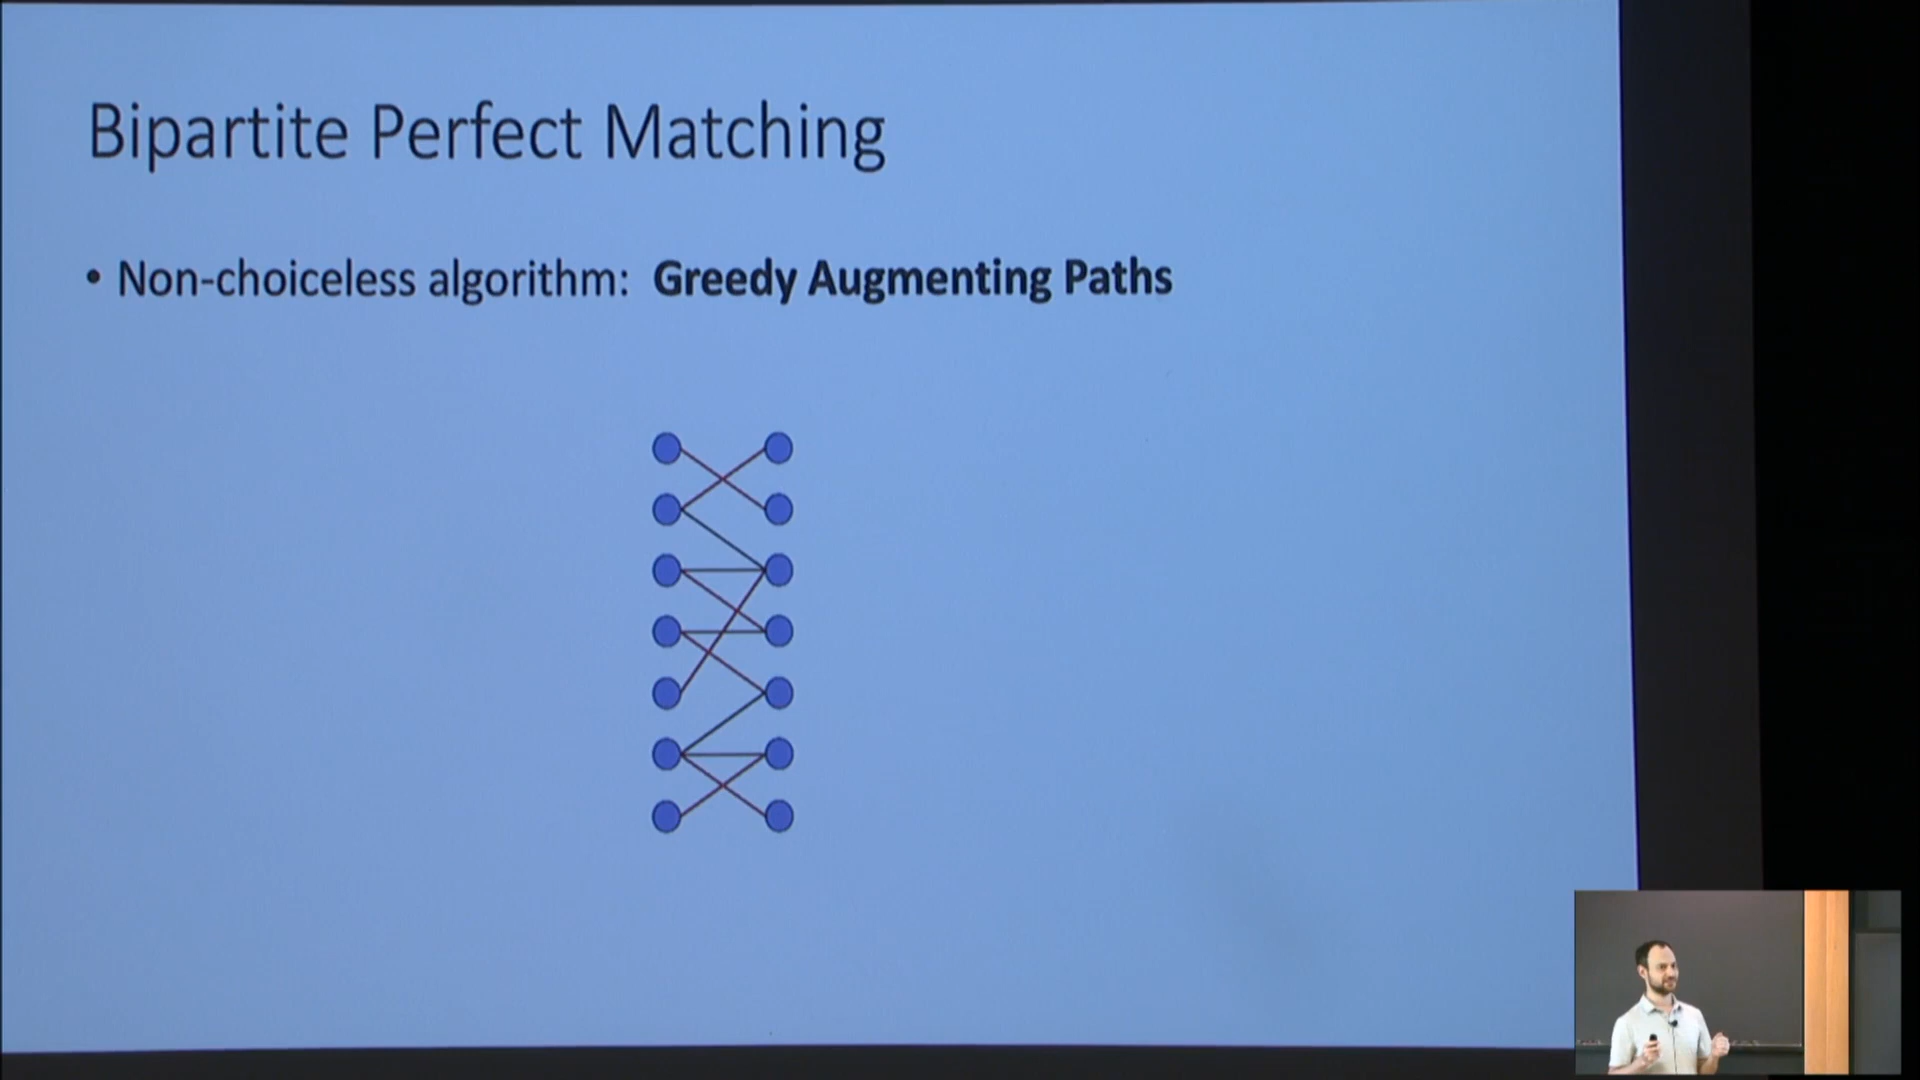 Bipartite Perfect Matching
• Non-choiceless algorithm: Greedy Augmenting Paths